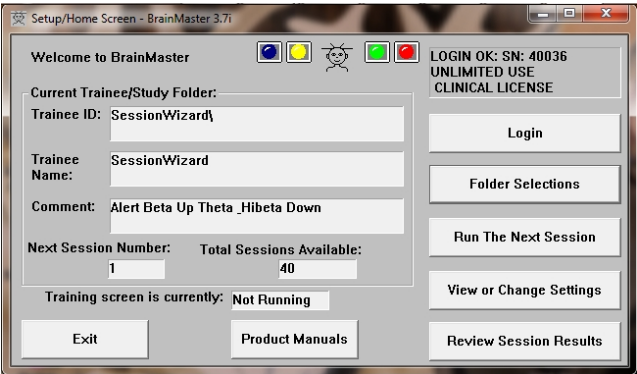 Setup/Home Screen - BrainMaster 3.7i
Welcome to BrainMaster
LOGIN OK: SN: 40036
UNLIMITED USE
CLINICAL LICENSE
Current Trainee/Study Folder:
Trainee ID: SessionWizard\
Trainee
Name:
SessionWizard
Comment: Alert Beta Up Theta _Hibeta Down
Next Session Number: Total Sessions Available:
1 40
Training screen is currently: Not Running
Login
Folder Selections
Run The Next Session
View or Change Settings
Exit
Product Manuals
Review Session Results